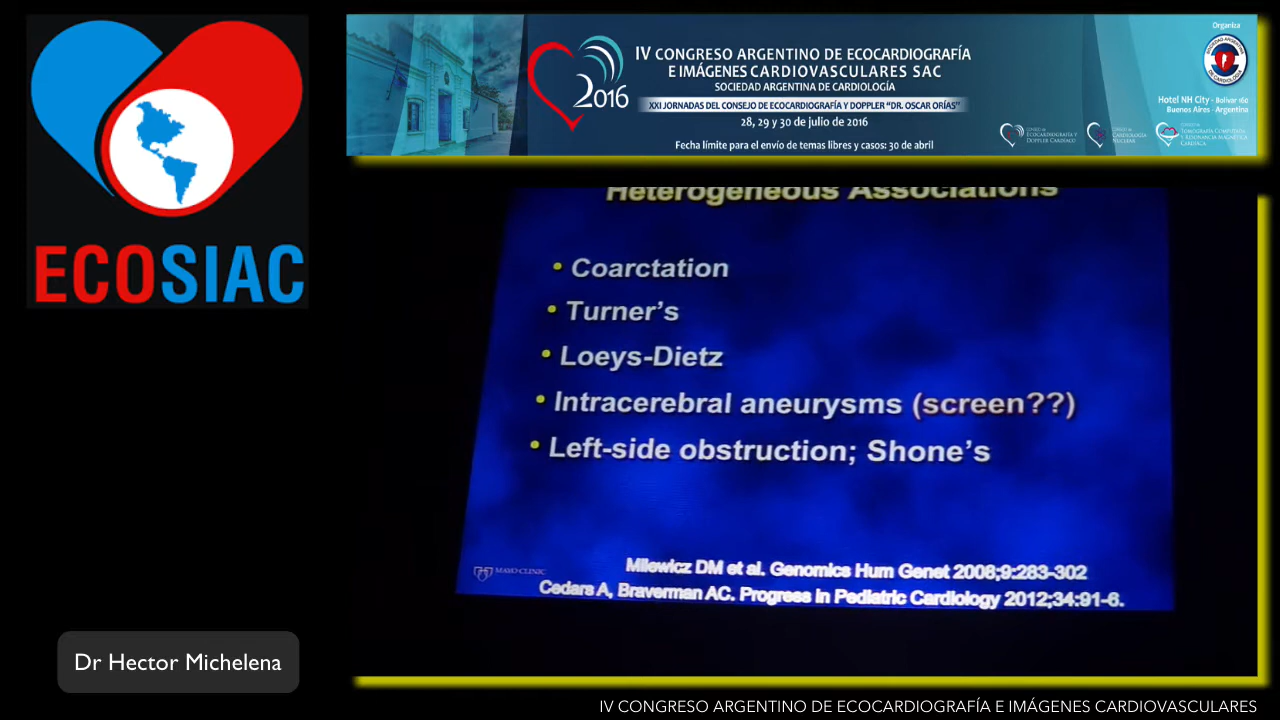 ECOSIAC
2016
IV CONGRESO ARGENTINO DE ECOCARDIOGRAFÍA
E IMÁGENES CARDIOVASCULARES SAC
SOCIEDAD ARGENTINA DE CARDIOLOGÍA
XXI JORNADAS DEL CONSEJO DE ECOCARDIOGRAFÍA Y DOPPLER "DR. OSCAR ORÍAS"
28, 29 y 30 de julio de 2016
Fecha límite para el envío de temas libres y casos: 30 de abril
Organiza
Hotel NH City - Bolívar 160
Buenos Aires - Argentina
Heterogeneous Associations
• Coarctation
• Turner's
• Loeys-Dietz
• Intracerebral aneurysms (screen??)
• Left-side obstruction; Shone's
MAYO CLINIC
Milewicz DM et al. Genomics Hum Genet 2008;9:283-302
Cedars A, Braverman AC. Progress in Pediatric Cardiology 2012;34:91-6.
Dr Hector Michelena
IV CONGRESO ARGENTINO DE ECOCARDIOGRAFÍA E IMÁGENES CARDIOVASCULARES